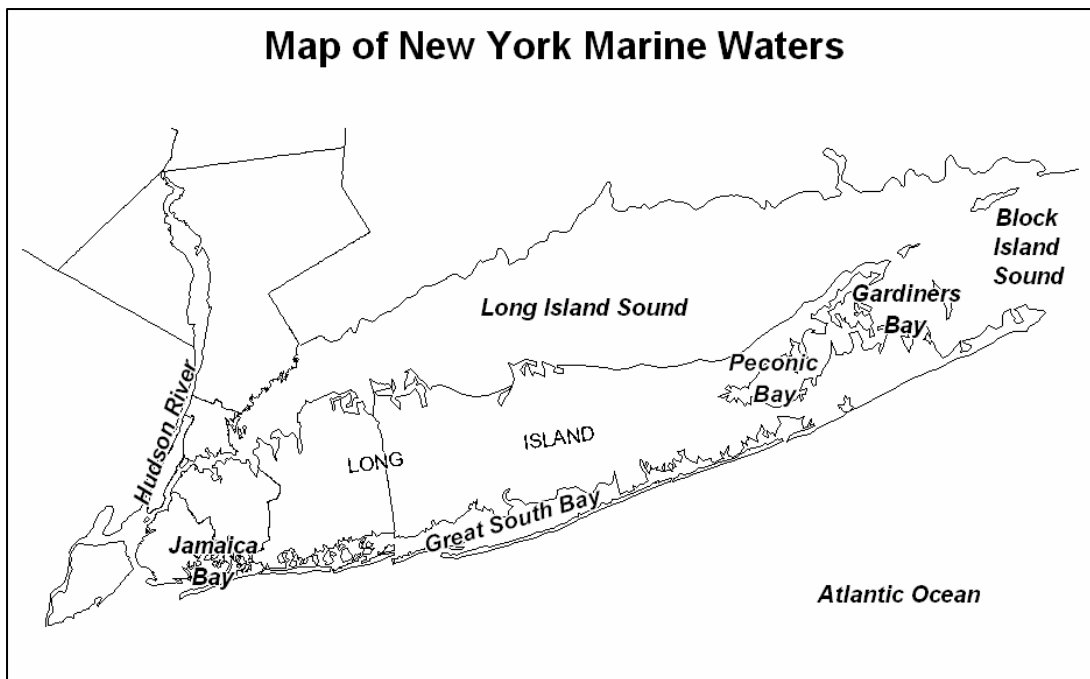 Map of New York Marine Waters
Block
Island
Sound
Long Island Sound
Gardiners
Bay
Peconic
Bay
Hudson River
ISLAND
LONG
Great South Bay
Jamaica
Bay
Atlantic Ocean